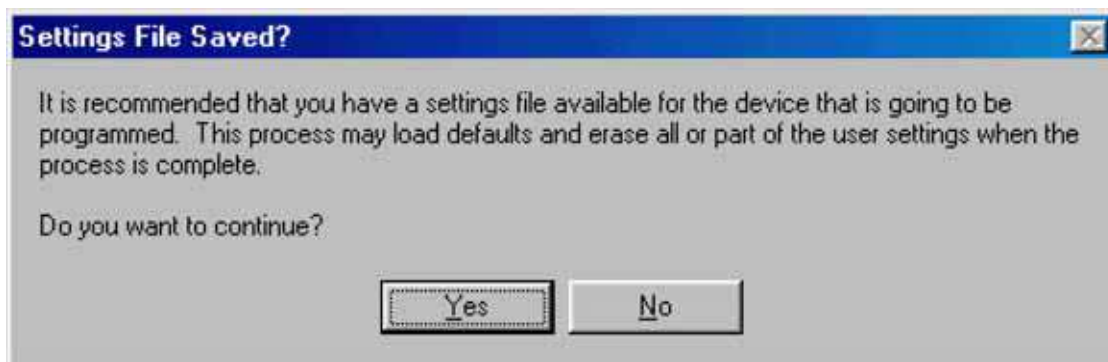 Settings File Saved?
It is recommended that you have a settings file available for the device that is going to be
programmed. This process may load defaults and erase all or part of the user settings when the
process is complete.
Do you want to continue?
Yes No